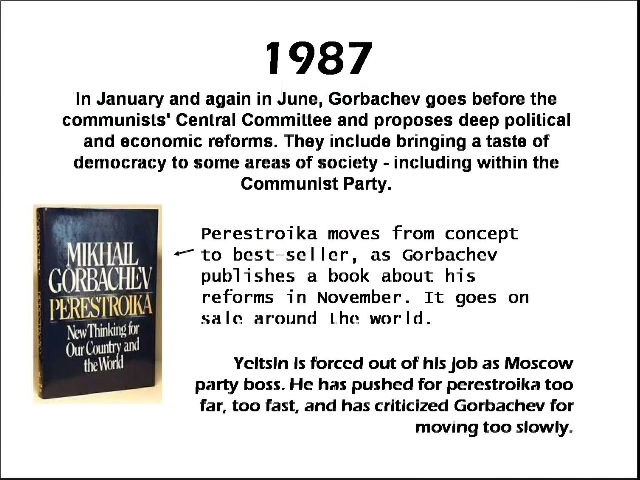 1987
In January and again in June, Gorbachev goes before the
communists' Central Committee and proposes deep political
and economic reforms. They include bringing a taste of
democracy to some areas of society - including within the
Communist Party.
MIKHAIL
GORBACHEV
PERESTROIKA
New Thinking for
Our Country and
the World
Perestroika moves from concept
to best-seller, as Gorbachev
publishes a book about his
reforms in November. It goes on
sale around the world.
Yeltsin is forced out of his job as Moscow
party boss. He has pushed for perestroika too
far, too fast, and has criticized Gorbachev for
moving too slowly.